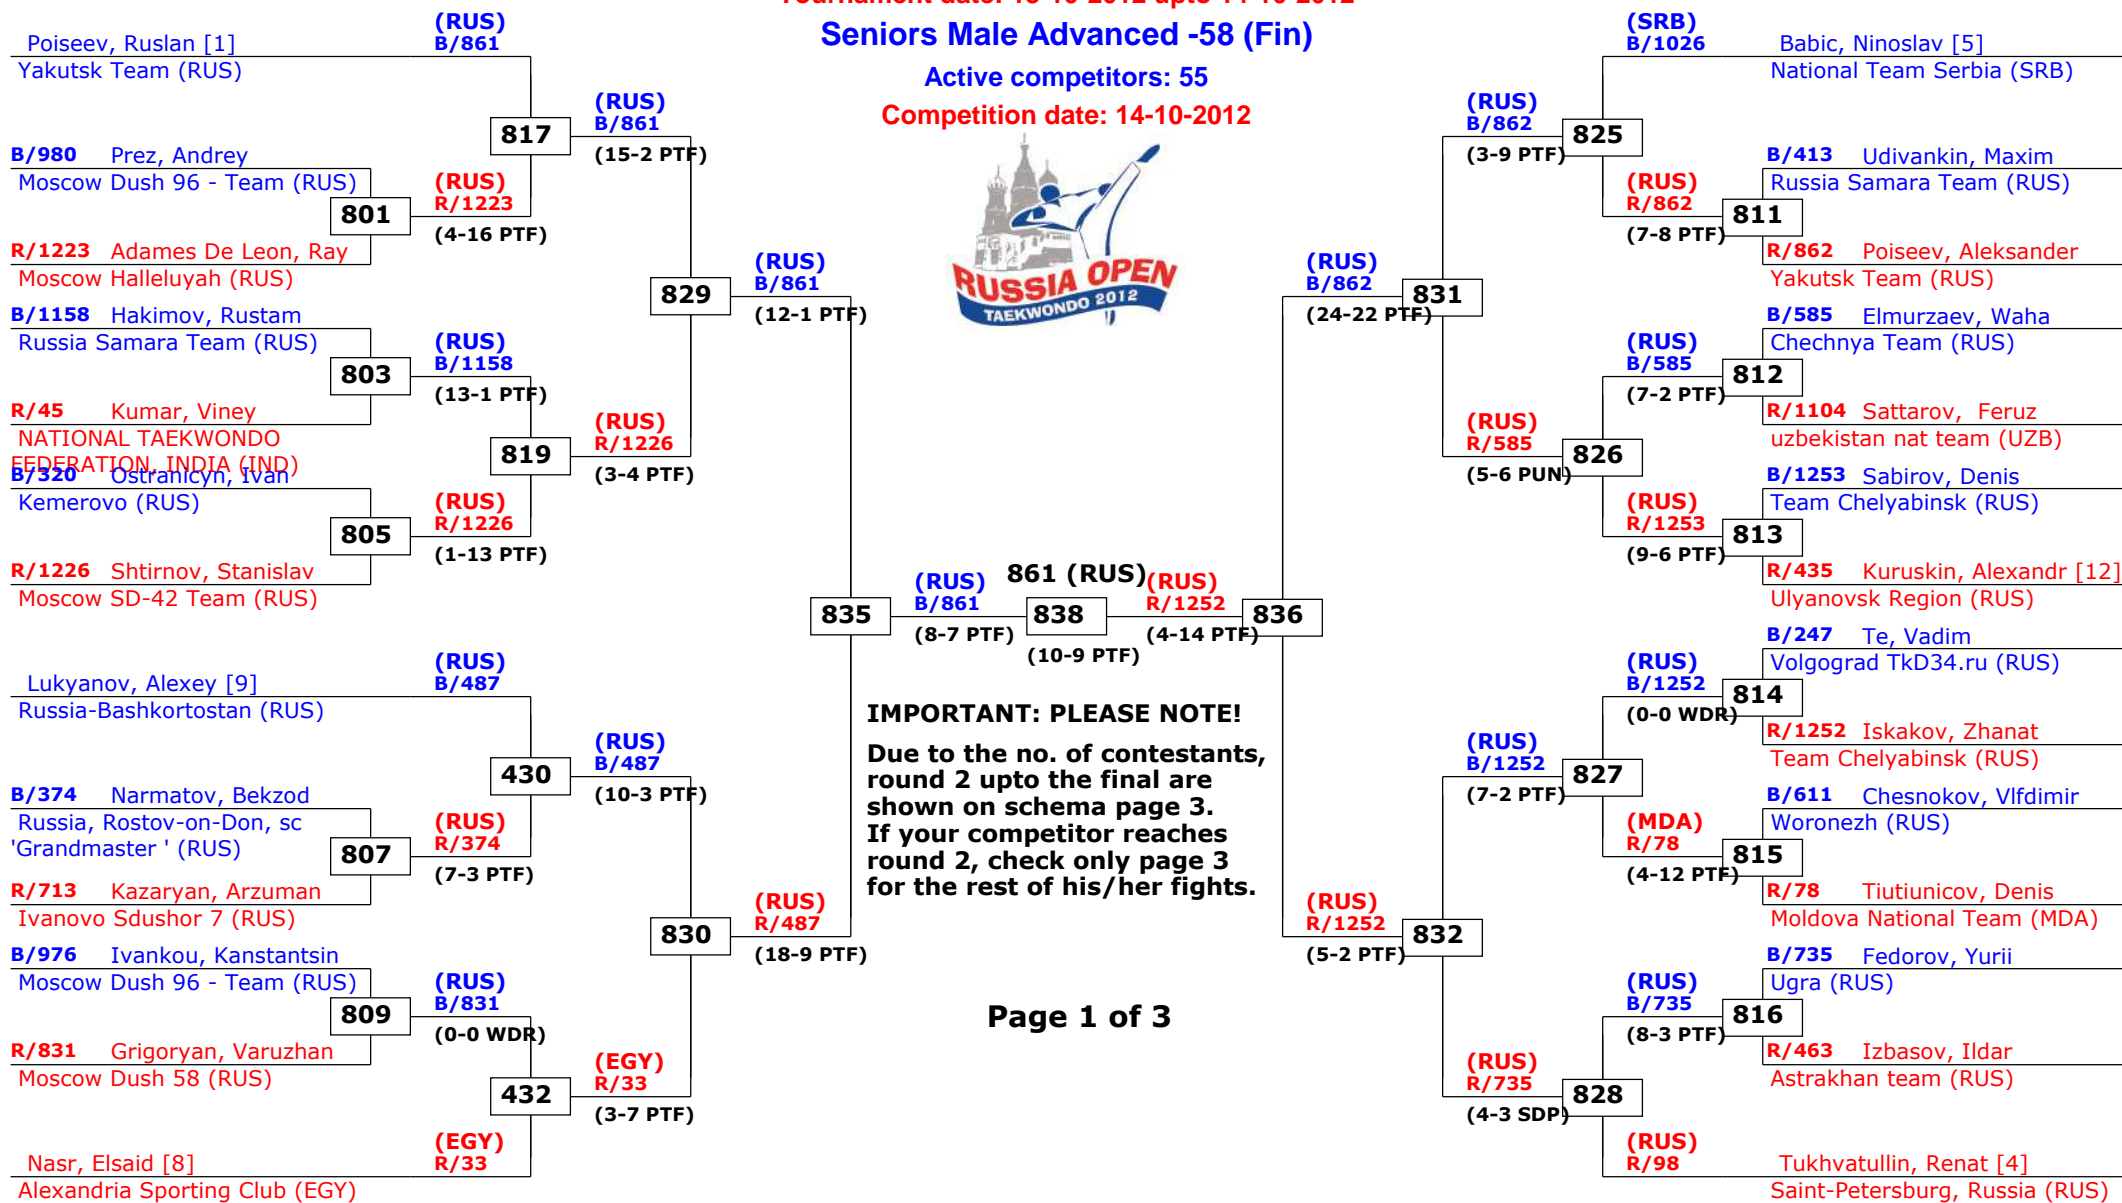 Tournament date: 13-10-2012 upto 14-10-2012
Seniors Male Advanced -58 (Fin)
Active competitors: 55
Competition date: 14-10-2012
RUSSIA OPEN
TAEKWONDO 2012
(RUS)
Poiseev, Ruslan [1] B/861
Yakutsk Team (RUS)
817
(RUS)
B/861
(15-2 PTF)
B/980 Prez, Andrey
Moscow Dush 96 - Team (RUS)
801
(RUS)
R/1223
(4-16 PTF)
R/1223 Adames De Leon, Ray
Moscow Halleluyah (RUS)
829
(RUS)
B/861
(12-1 PTF)
B/1158 Hakimov, Rustam
Russia Samara Team (RUS)
803
(RUS)
B/1158
(13-1 PTF)
R/45 Kumar, Viney
NATIONAL TAEKWONDO
FEDERATION, INDIA (IND)
819
(RUS)
R/1226
(3-4 PTF)
B/320 Ostranicyn, Ivan
Kemerovo (RUS)
805
(RUS)
R/1226
(1-13 PTF)
R/1226 Shtirnov, Stanislav
Moscow SD-42 Team (RUS)
835
(RUS)
B/861
(8-7 PTF)
861 (RUS)
838
(10-9 PTF)
(RUS)
R/1252
(4-14 PTF)
836
(RUS)
Lukyanov, Alexey [9] B/487
Russia-Bashkortostan (RUS)
430
(RUS)
B/487
(10-3 PTF)
B/374 Narmatov, Bekzod
Russia, Rostov-on-Don, sc
'Grandmaster ' (RUS)
807
(RUS)
R/374
(7-3 PTF)
R/713 Kazaryan, Arzuman
Ivanovo Sdushor 7 (RUS)
830
(RUS)
R/487
(18-9 PTF)
B/976 Ivankou, Kanstantsin
Moscow Dush 96 - Team (RUS)
809
(RUS)
B/831
(0-0 WDR)
R/831 Grigoryan, Varuzhan
Moscow Dush 58 (RUS)
432
(EGY)
R/33
(3-7 PTF)
(EGY)
Nasr, Elsaid [8] R/33
Alexandria Sporting Club (EGY)
IMPORTANT: PLEASE NOTE!
Due to the no. of contestants,
round 2 upto the final are
shown on schema page 3.
If your competitor reaches
round 2, check only page 3
for the rest of his/her fights.
Page 1 of 3
(SRB)
B/1026 Babic, Ninoslav [5]
National Team Serbia (SRB)
(RUS)
B/862
(3-9 PTF)
825
B/413 Udivankin, Maxim
Russia Samara Team (RUS)
(RUS)
R/862
(7-8 PTF)
811
R/862 Poiseev, Aleksander
Yakutsk Team (RUS)
(RUS)
B/862
(24-22 PTF)
831
B/585 Elmurzaev, Waha
Chechnya Team (RUS)
(RUS)
B/585
(7-2 PTF)
812
R/1104 Sattarov, Feruz
uzbekistan nat team (UZB)
(RUS)
R/585
(5-6 PUN)
826
B/1253 Sabirov, Denis
Team Chelyabinsk (RUS)
(RUS)
R/1253
(9-6 PTF)
813
R/435 Kuruskin, Alexandr [12]
Ulyanovsk Region (RUS)
B/247 Te, Vadim
Volgograd TkD34.ru (RUS)
(RUS)
B/1252
(0-0 WDR)
814
R/1252 Iskakov, Zhanat
Team Chelyabinsk (RUS)
(RUS)
B/1252
(7-2 PTF)
827
B/611 Chesnokov, Vlfdimir
Woronezh (RUS)
(MDA)
R/78
(4-12 PTF)
815
R/78 Tiutiunicov, Denis
Moldova National Team (MDA)
(RUS)
R/1252
(5-2 PTF)
832
B/735 Fedorov, Yurii
Ugra (RUS)
(RUS)
B/735
(8-3 PTF)
816
R/463 Izbasov, Ildar
Astrakhan team (RUS)
(RUS)
R/735
(4-3 SDP)
828
(RUS)
R/98 Tukhvatullin, Renat [4]
Saint-Petersburg, Russia (RUS)